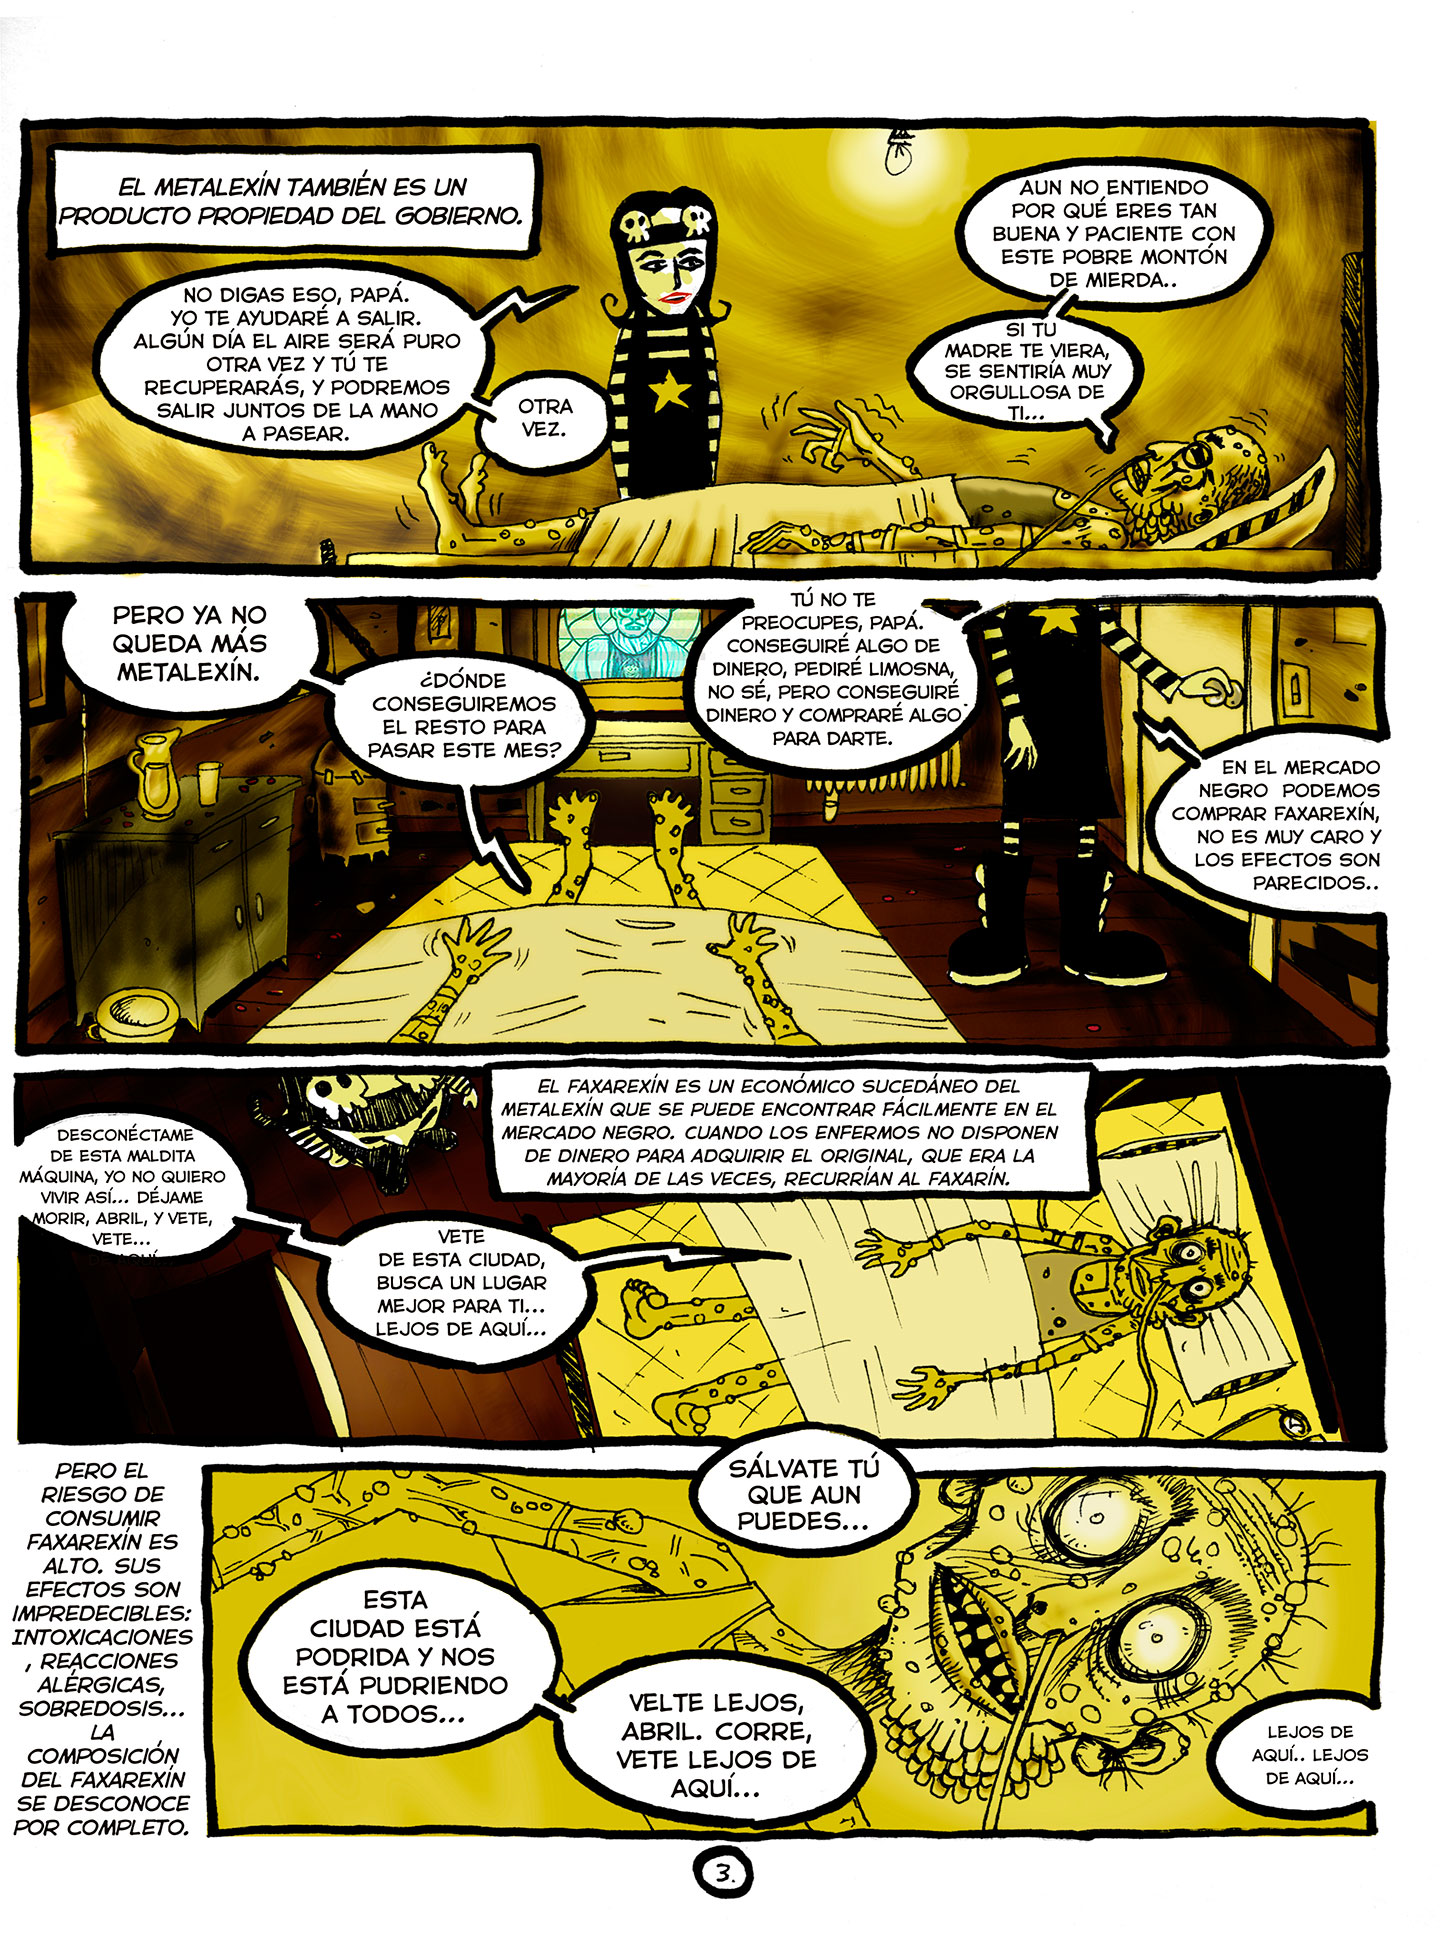 EL METALEXÍN TAMBIÉN ES UN
PRODUCTO PROPIEDAD DEL GOBIERNO.
AUN NO ENTIENDO
POR QUÉ ERES TAN
BUENA Y PACIENTE CON
ESTE POBRE MONTÓN
DE MIERDA..
SI TU
MADRE TE VIERA,
SE SENTIRÍA MUY
ORGULLOSA DE
TI...
NO DIGAS ESO, PAPÁ.
YO TE AYUDARÉ A SALIR.
ALGÚN DÍA EL AIRE SERÁ PURO
OTRA VEZ Y TÚ TE
RECUPERARÁS, Y PODREMOS
SALIR JUNTOS DE LA MANO
A PASEAR.
OTRA
VEZ.
PERO YA NO
QUEDA MÁS
METALEXÍN.
¿DÓNDE
CONSEGUIREMOS
EL RESTO PARA
PASAR ESTE MES?
TÚ NO TE
PREOCUPES, PAPÁ.
CONSEGUIRÉ ALGO DE
DINERO, PEDIRÉ LIMOSNA,
NO SÉ, PERO CONSEGUIRÉ
DINERO Y COMPRARÉ ALGO
PARA DARTE.
EN EL MERCADO
NEGRO PODEMOS
COMPRAR FAXAREXÍN,
NO ES MUY CARO Y
LOS EFECTOS SON
PARECIDOS..
EL FAXAREXÍN ES UN ECONÓMICO SUCEDÁNEO DEL
METALEXÍN QUE SE PUEDE ENCONTRAR FÁCILMENTE EN EL
MERCADO NEGRO. CUANDO LOS ENFERMOS NO DISPONEN
DE DINERO PARA ADQUIRIR EL ORIGINAL, QUE ERA LA
MAYORÍA DE LAS VECES, RECURRÍAN AL FAXARÍN.
DESCONÉCTAME
DE ESTA MALDITA
MÁQUINA, YO NO QUIERO
VIVIR ASÍ... DÉJAME
MORIR, ABRIL, Y VETE,
VETE...
DE AQUÍ...
VETE
DE ESTA CIUDAD,
BUSCA UN LUGAR
MEJOR PARA TI...
LEJOS DE AQUÍ...
PERO EL
RIESGO DE
CONSUMIR
FAXAREXÍN ES
ALTO. SUS
EFECTOS SON
IMPREDECIBLES:
INTOXICACIONES
, REACCIONES
ALÉRGICAS,
SOBREDOSIS...
LA
COMPOSICIÓN
DEL FAXAREXÍN
SE DESCONOCE
POR COMPLETO.
SÁLVATE TÚ
QUE AUN
PUEDES...
ESTA
CIUDAD ESTÁ
PODRIDA Y NOS
ESTÁ PUDRIENDO
A TODOS...
VELTE LEJOS,
ABRIL. CORRE,
VETE LEJOS DE
AQUÍ...
LEJOS DE
AQUÍ.. LEJOS
DE AQUÍ...
3.